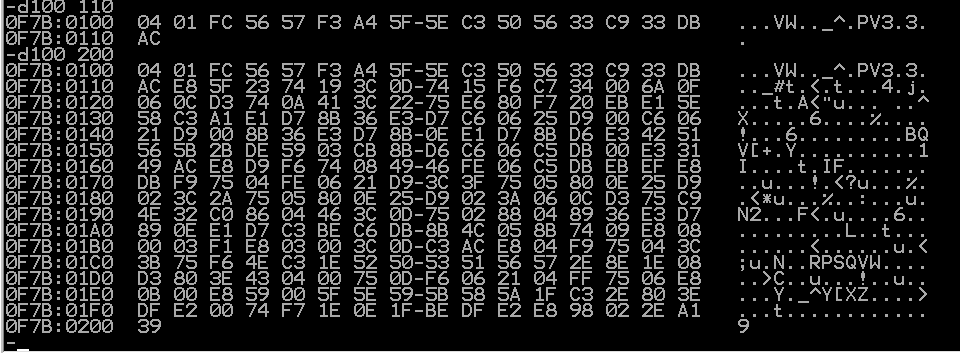 -d100 110
0F7B:0100 04 01 FC 56 57 F3 A4 5F-5E C3 50 56 33 C9 33 DB ...VW.._^.PV3.3.
0F7B:0110 AC .
-d100 200
0F7B:0100 04 01 FC 56 57 F3 A4 5F-5E C3 50 56 33 C9 33 DB ...VW.._^.PV3.3.
0F7B:0110 AC E8 5F 23 74 19 3C 0D-74 15 F6 C7 34 00 6A 0F .._#t.<.t...4.j.
0F7B:0120 06 0C D3 74 0A 41 3C 22-75 E6 80 F7 20 EB E1 5E ...t.A<"u... ..^
0F7B:0130 58 C3 A1 E1 D7 8B 36 E3-D7 C6 06 25 D9 00 C6 06 X.....6....%....
0F7B:0140 21 D9 00 8B 36 E3 D7 8B-0E E1 D7 8B D6 E3 42 51 !...6.........BQ
0F7B:0150 56 5B 2B DE 59 03 CB 8B-D6 C6 06 C5 DB 00 E3 31 V[+.Y..........1
0F7B:0160 49 AC E8 D9 F6 74 08 49-46 FE 06 C5 DB EB EF E8 I....t.IF.......
0F7B:0170 DB F9 75 04 FE 06 21 D9-3C 3F 75 05 80 0E 25 D9 ..u...!.<?u...%.
0F7B:0180 02 3C 2A 75 05 80 0E 25-D9 02 3A 06 0C D3 75 C9 .<*u...%..:...u.
0F7B:0190 4E 32 C0 86 04 46 3C 0D-75 02 88 04 89 36 E3 D7 N2...F<.u....6..
0F7B:01A0 89 0E E1 D7 C3 BE C6 DB-8B 4C 05 8B 74 09 E8 08 .........L..t...
0F7B:01B0 00 03 F1 E8 03 00 3C 0D-C3 AC E8 04 F9 75 04 3C ......<......u.<
0F7B:01C0 3B 75 F6 4E C3 1E 52 50-53 51 56 57 2E 8E 1E 08 ;u.N..RPSQVW....
0F7B:01D0 D3 80 3E 43 04 00 75 0D-F6 06 21 04 FF 75 06 E8 ..>C..u...!..u..
0F7B:01E0 0B 00 E8 59 00 5F 5E 59-5B 58 5A 1F C3 2E 80 3E ...Y._^Y[XZ....>
0F7B:01F0 DF E2 00 74 F7 1E 0E 1F-BE DF E2 E8 98 02 2E A1 ...t............
0F7B:0200 39 9
-_